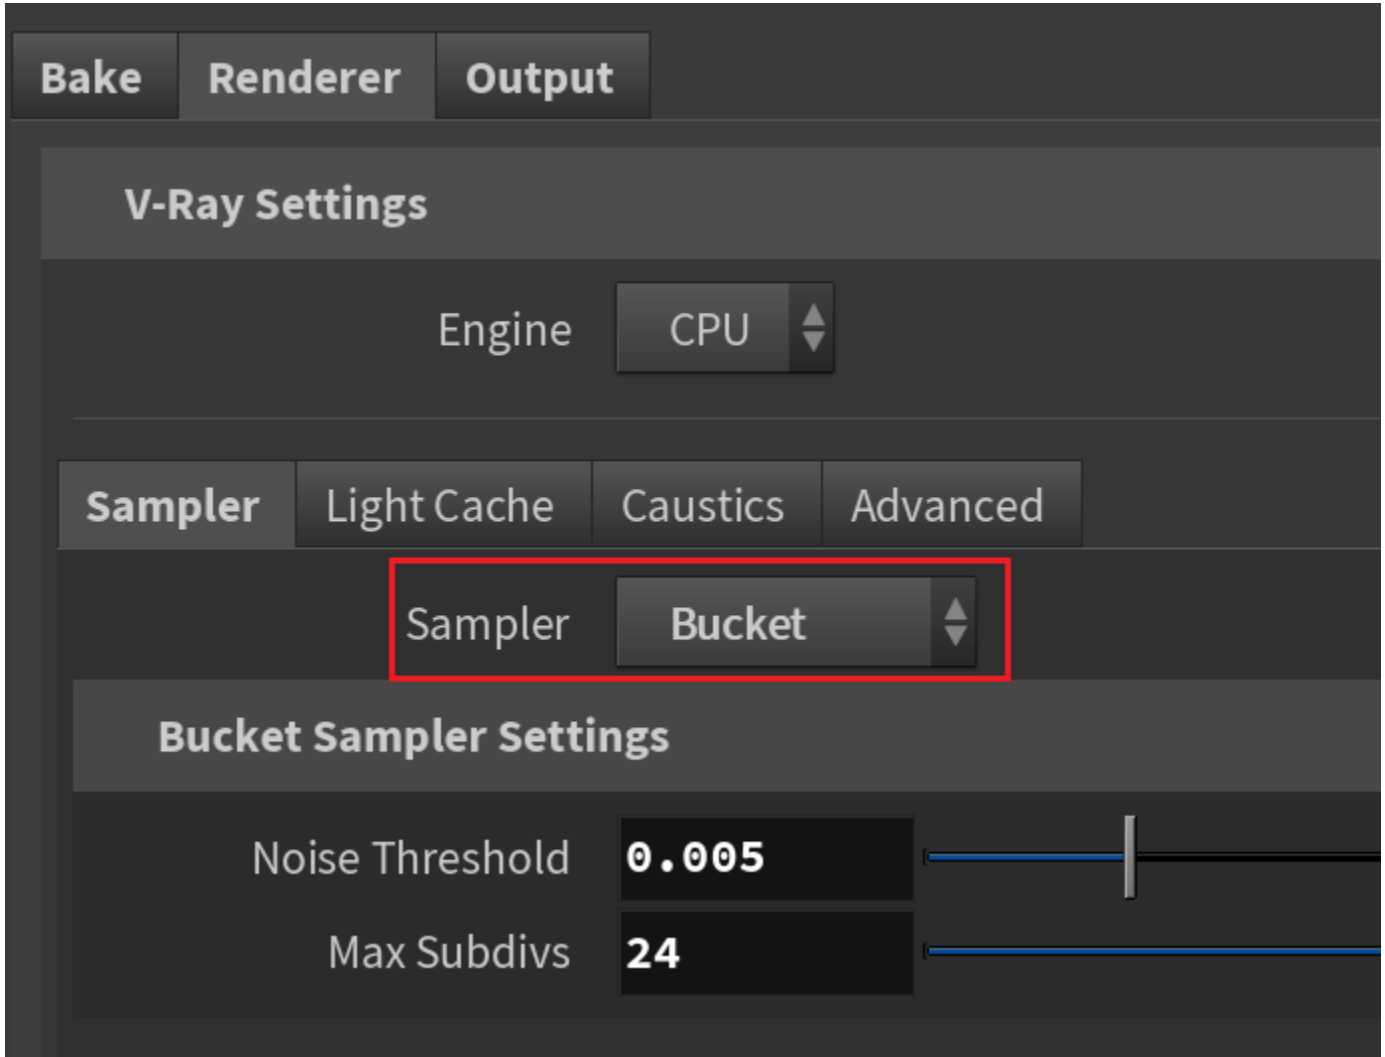 Bake Renderer Output
V-Ray Settings
Engine CPU
Sampler Light Cache Caustics Advanced
Sampler Bucket
Bucket Sampler Settings
Noise Threshold 0.005
Max Subdivs 24